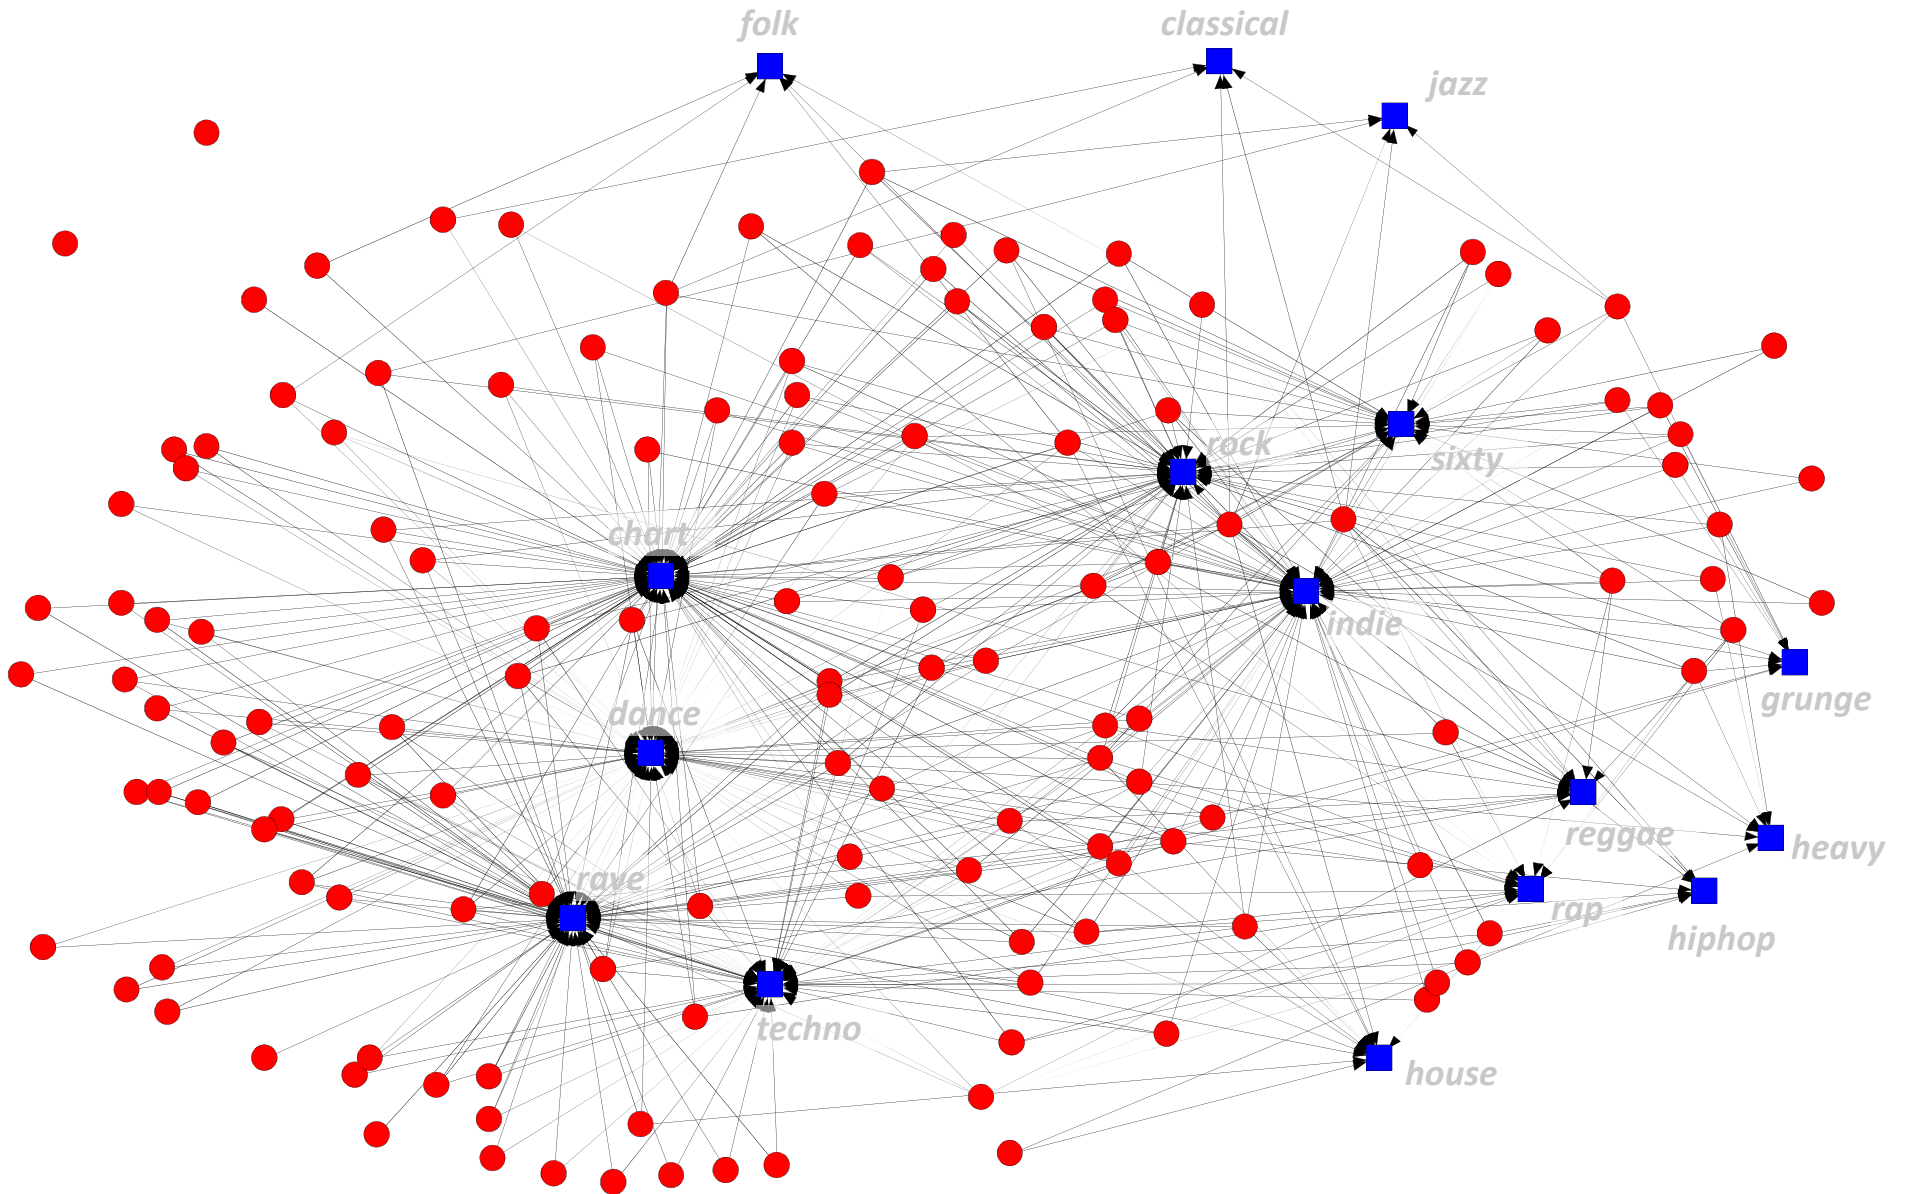 folk
classical
jazz
rock
sixty
chart
indie
grunge
dance
reggae
heavy
rave
rap
hiphop
techno
house